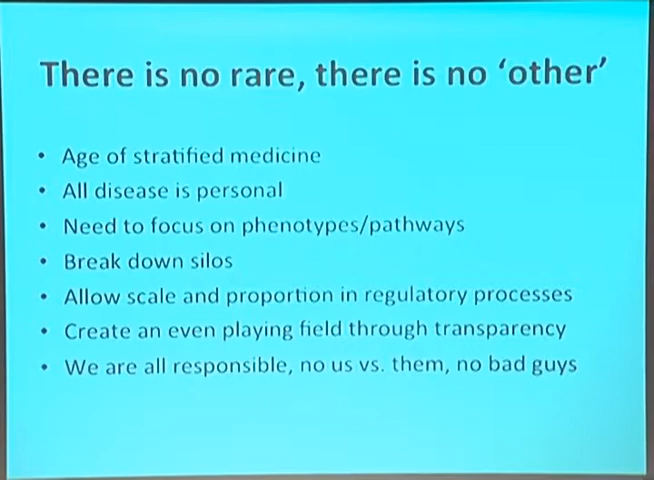 There is no rare, there is no ‘other’
• Age of stratified medicine
• All disease is personal
• Need to focus on phenotypes/pathways
• Break down silos
• Allow scale and proportion in regulatory processes
• Create an even playing field through transparency
• We are all responsible, no us vs. them, no bad guys